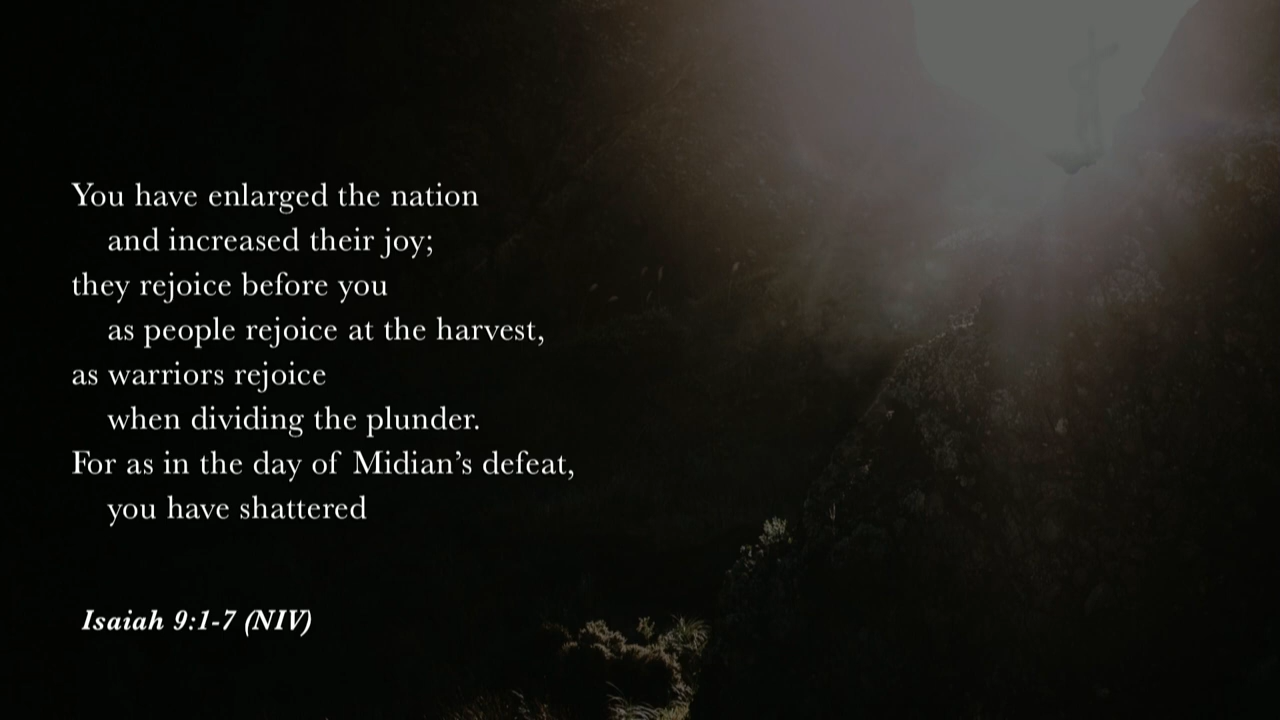 You have enlarged the nation
and increased their joy;
they rejoice before you
as people rejoice at the harvest,
as warriors rejoice
when dividing the plunder.
For as in the day of Midian’s defeat,
you have shattered
Isaiah 9:1-7 (NIV)